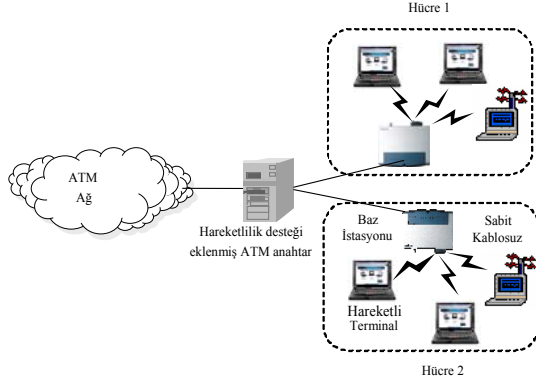 Hücre 1
ATM
Ağ
Hareketlilik desteği
eklenmiş ATM anahtar
Baz
İstasyonu
Sabit
Kablosuz
Hareketli
Terminal
Hücre 2